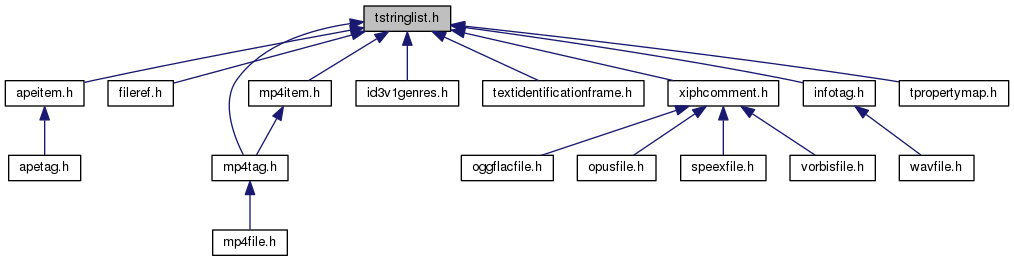 tstringlist.h
apeitem.h
fileref.h
mp4item.h
id3v1genres.h
textidentificationframe.h
xiphcomment.h
infotag.h
tpropertymap.h
apetag.h
mp4tag.h
oggflacfile.h
opusfile.h
speexfile.h
vorbisfile.h
wavfile.h
mp4file.h